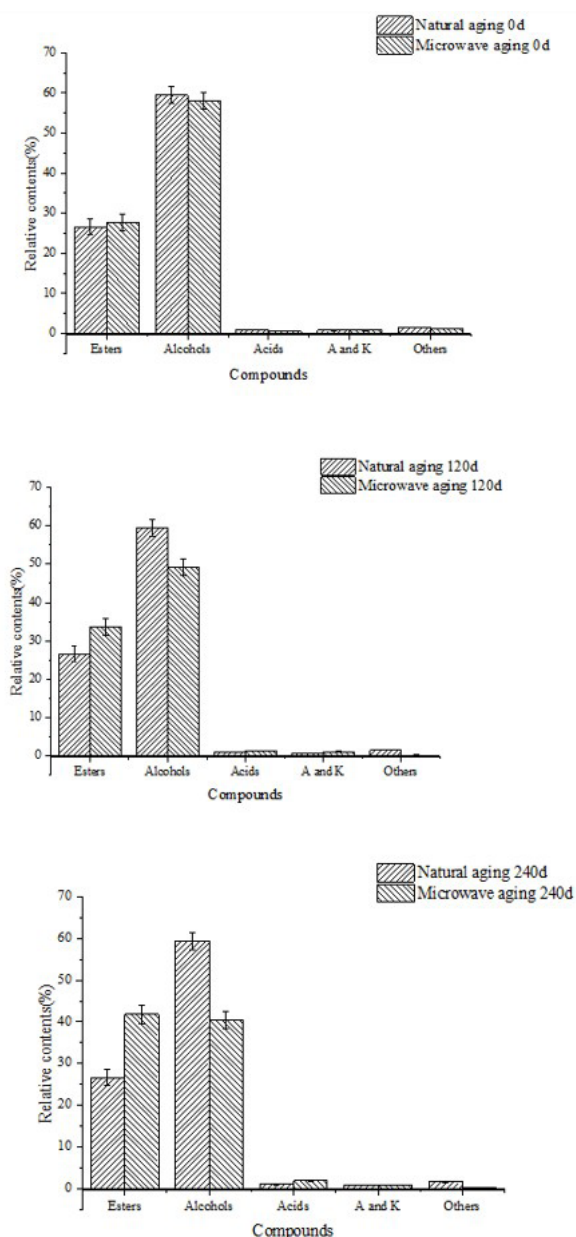 Natural aging 0d
Microwave aging 0d
70
60
50
40
30
20
10
0
Relative contents(%)
Esters Alcohols Acids A and K Others
Compounds
Natural aging 120d
Microwave aging 120d
70
60
50
40
30
20
10
0
Relative contents(%)
Esters Alcohols Acids A and K Others
Compounds
Natural aging 240d
Microwave aging 240d
70
60
50
40
30
20
10
0
Relative contents(%)
Esters Alcohols Acids A and K Others
Compounds